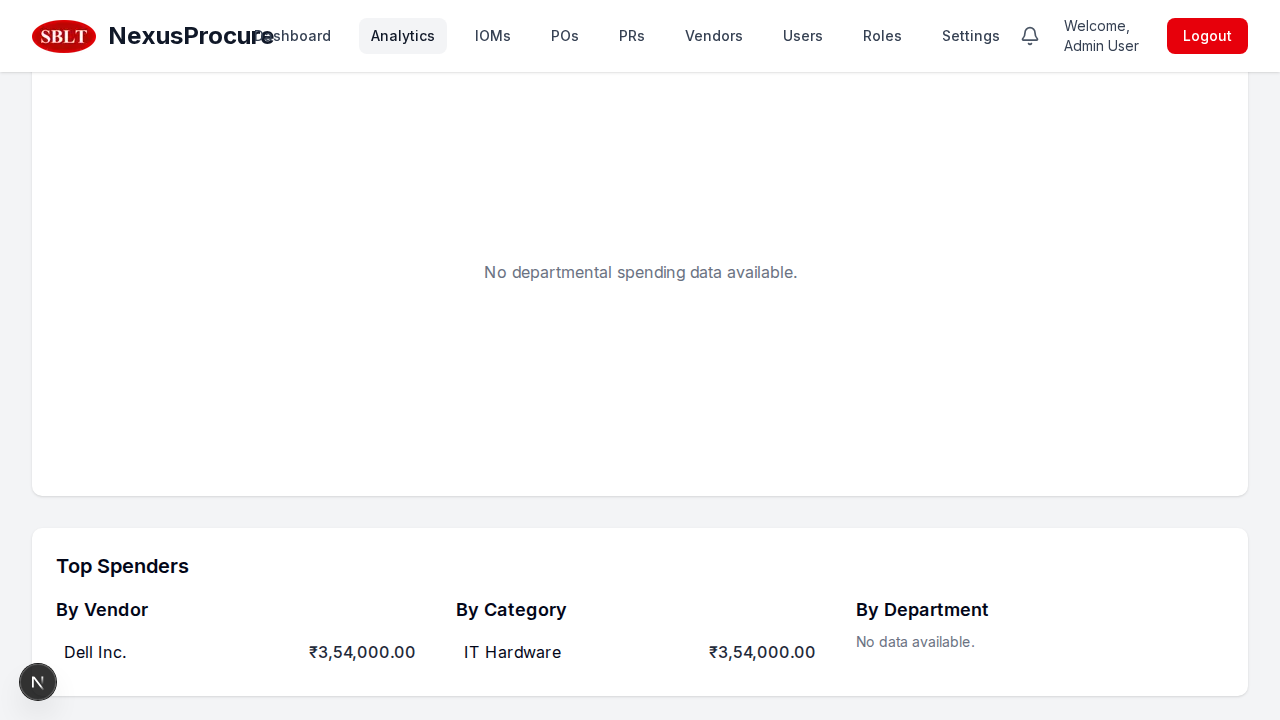 SBLT NexusProcure Dashboard Analytics IOMs POs PRs Vendors Users Roles Settings Welcome, Admin User Logout
No departmental spending data available.
Top Spenders
By Vendor By Category By Department
Dell Inc. ₹3,54,000.00 IT Hardware ₹3,54,000.00 No data available.
N